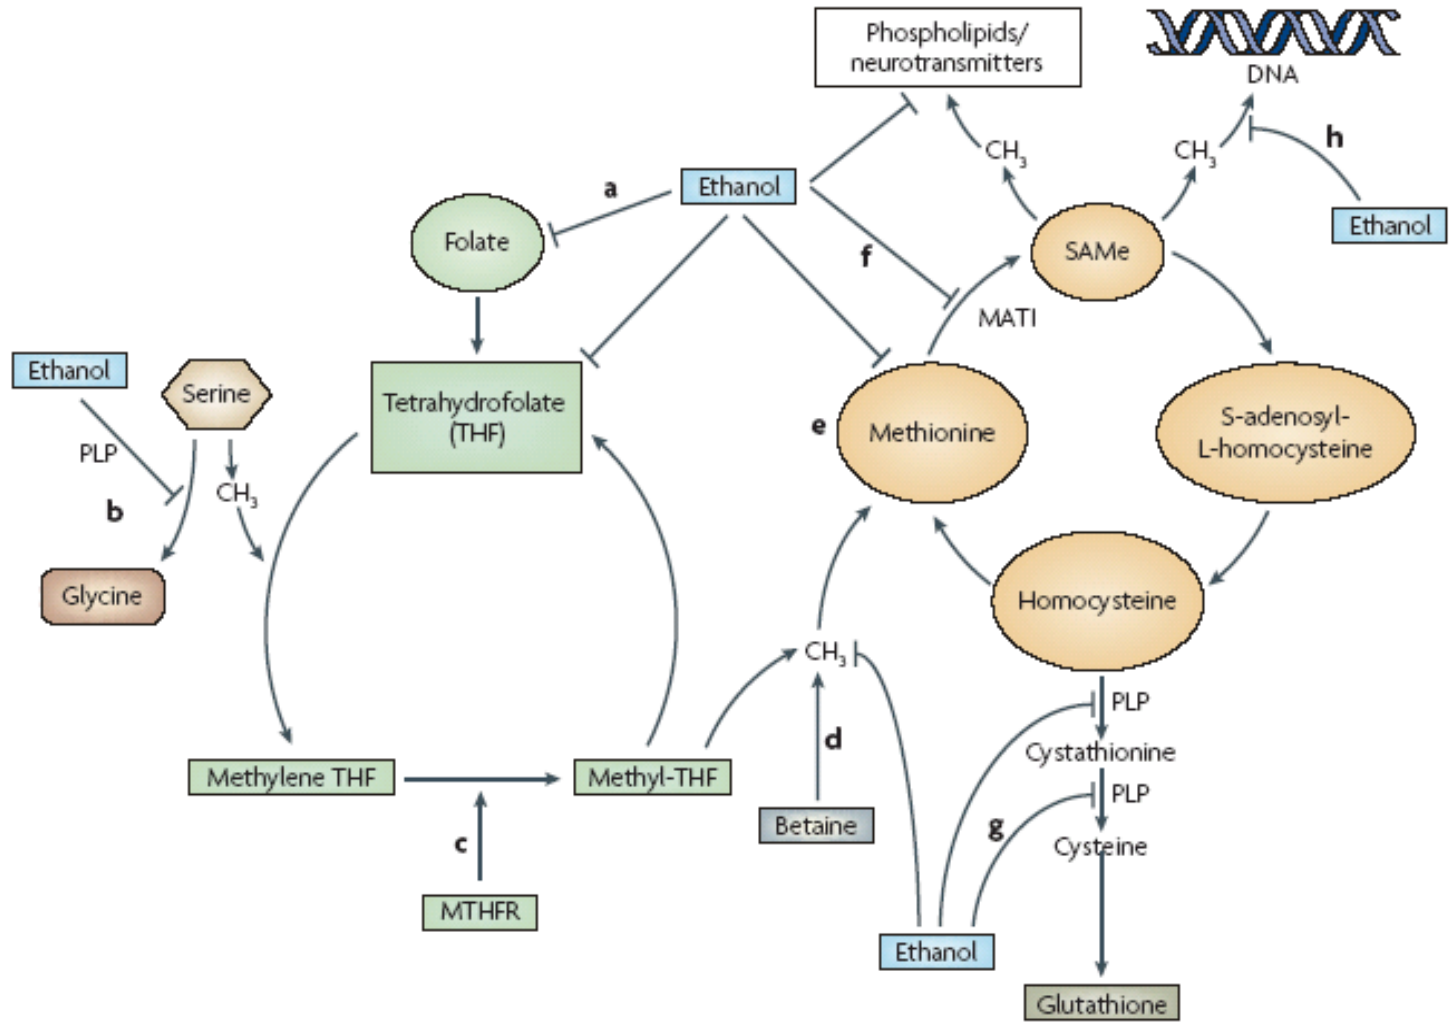 Phospholipids/
neurotransmitters
DNA
CH3
CH3
h
a
Ethanol
Ethanol
Folate
f
SAMe
MATI
Ethanol
Serine
Tetrahydrofolate
(THF)
e
Methionine
S-adenosyl-
L-homocysteine
PLP
CH3
b
Glycine
Homocysteine
CH3
PLP
d
Cystathionine
Methylene THF
Methyl-THF
PLP
Betaine
g
c
Cysteine
MTHFR
Ethanol
Glutathione